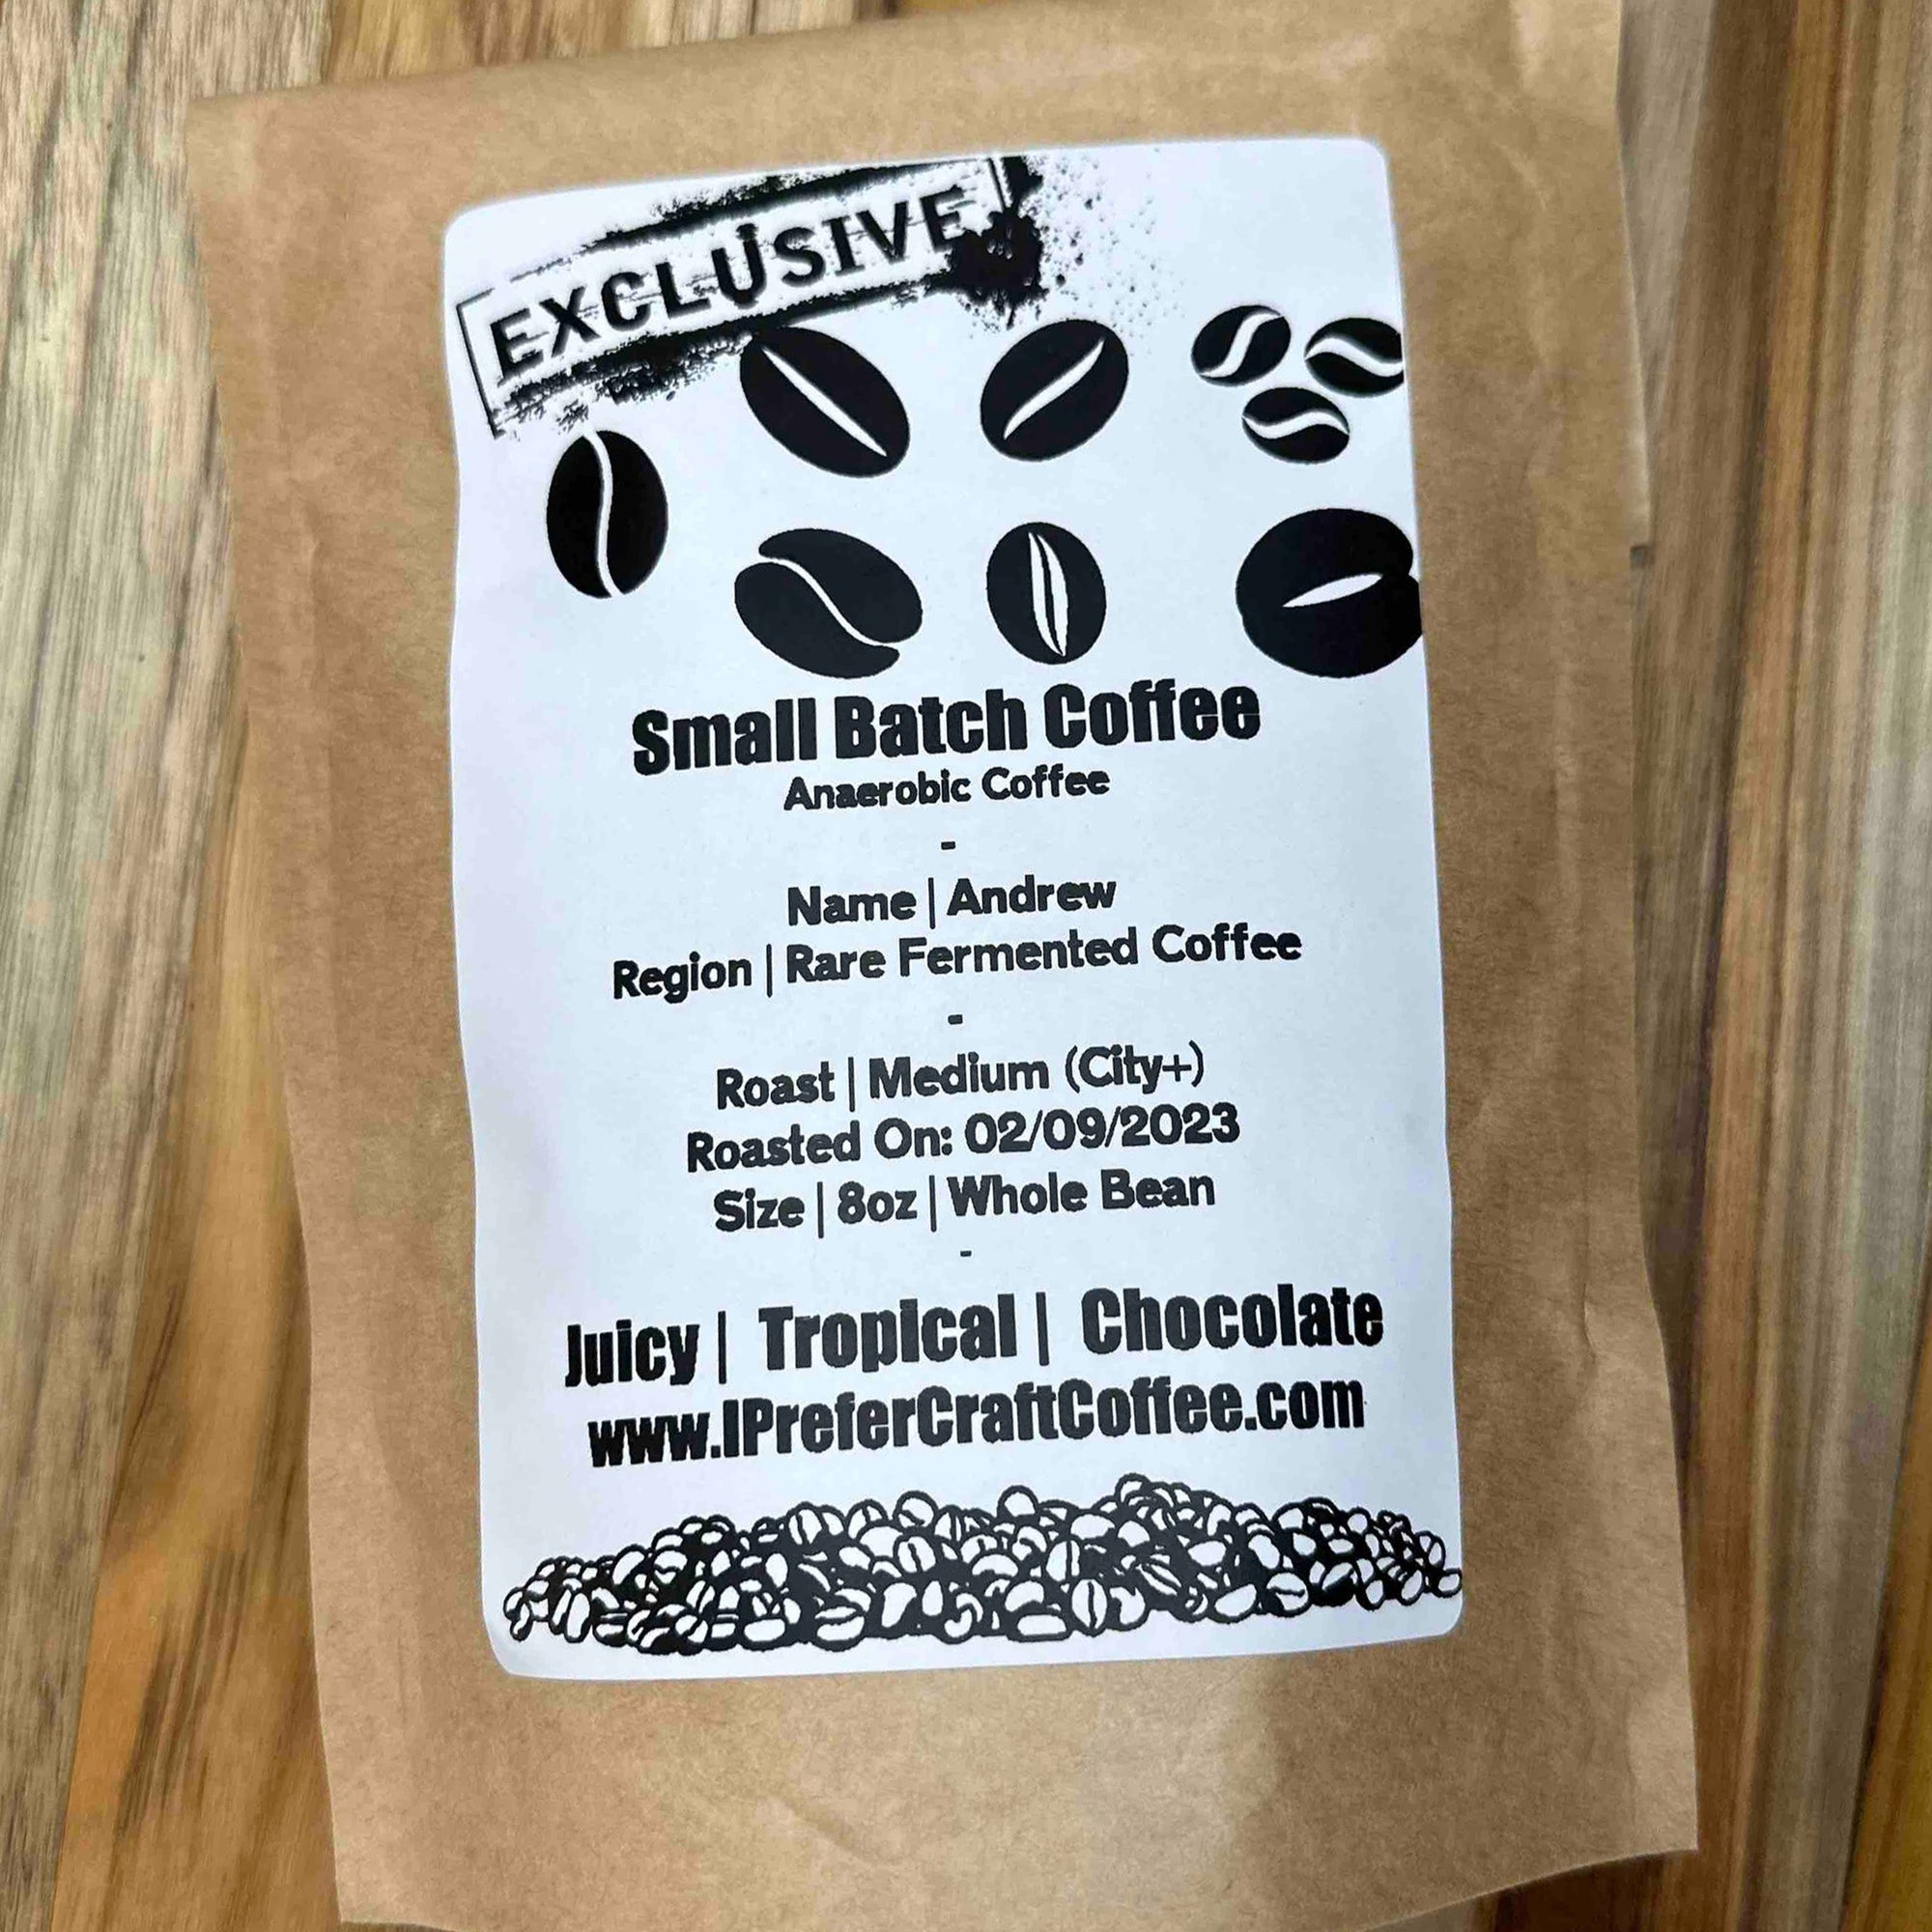 EXCLUSIVE
Small Batch Coffee
Anaerobic Coffee
-
Name | Andrew
Region | Rare Fermented Coffee
-
Roast | Medium (City+)
Roasted On: 02/09/2023
Size | 8oz | Whole Bean
-
Juicy | Tropical | Chocolate
www.IPreferCraftCoffee.com